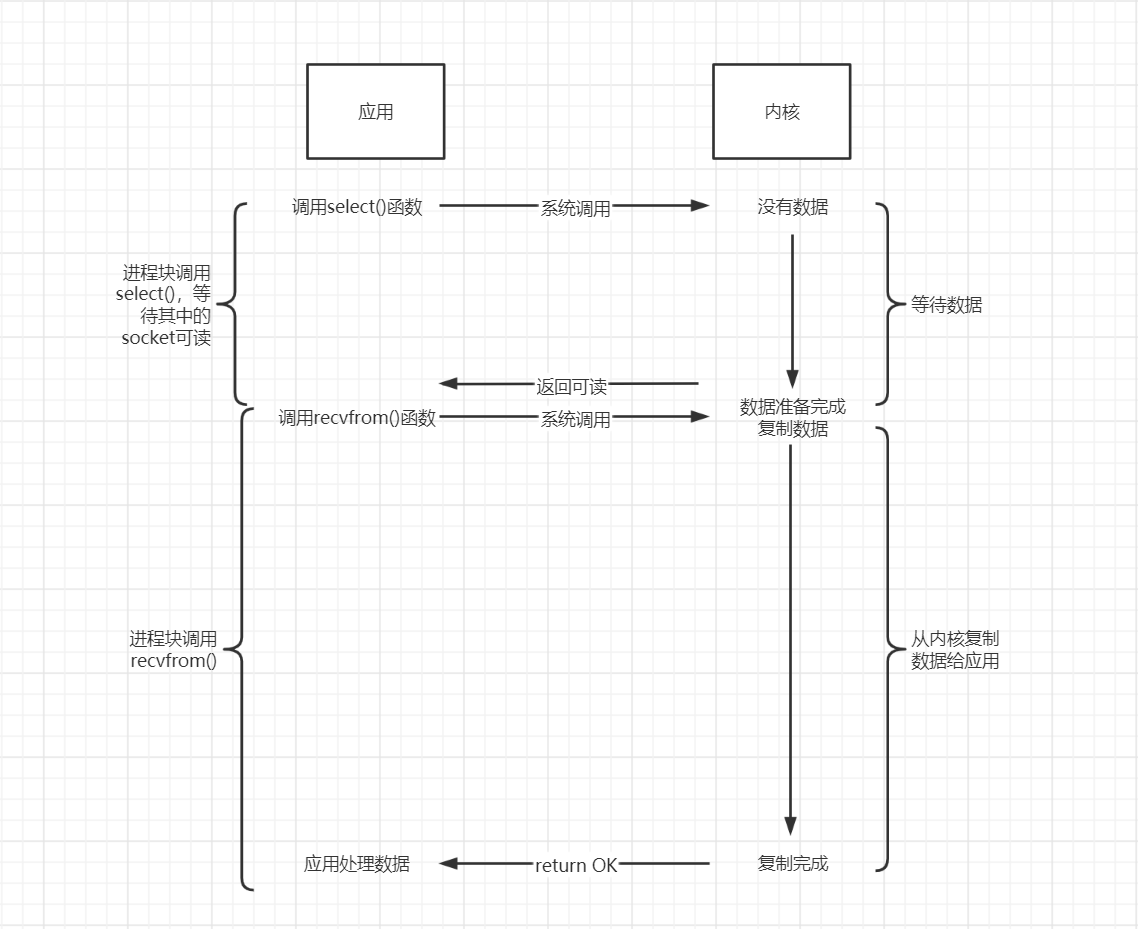 应用
内核
调用select()函数
系统调用
没有数据
进程块调用
select()，等
待其中的
socket可读
等待数据
返回可读
调用recvfrom()函数
系统调用
数据准备完成
复制数据
进程块调用
recvfrom()
从内核复制
数据给应用
应用处理数据
return OK
复制完成